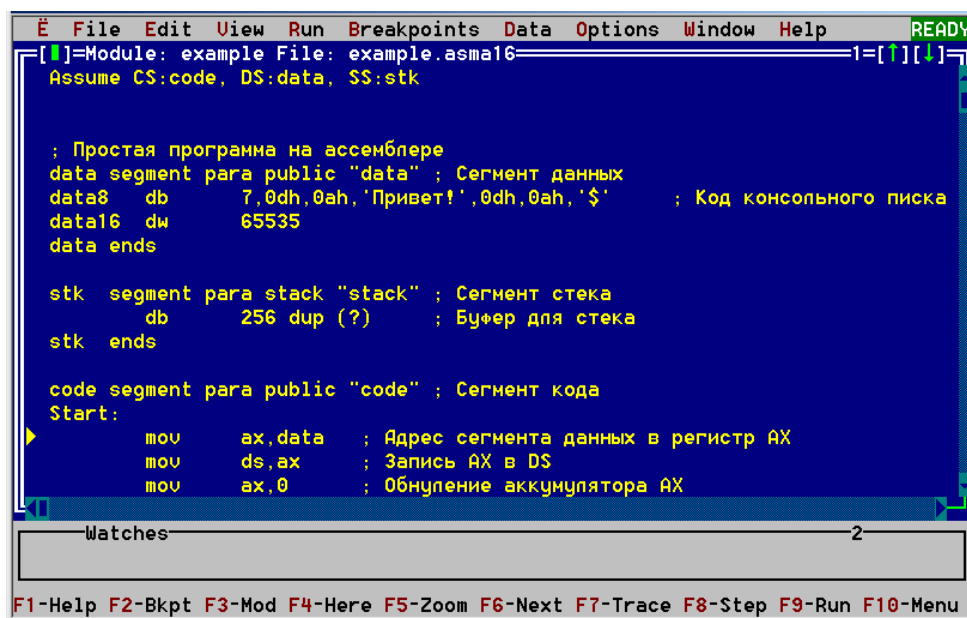 Ё File Edit View Run Breakpoints Data Options Window Help READY
[▮]=Module: example File: example.asma16 1=[↑][↓]
Assume CS:code, DS:data, SS:stk
; Простая программа на ассемблере
data segment para public "data" ; Сегмент данных
data8 db 7,0dh,0ah,'Привет!',0dh,0ah,'$' ; Код консольного писка
data16 dw 65535
data ends
stk segment para stack "stack" ; Сегмент стека
db 256 dup (?) ; Буфер для стека
stk ends
code segment para public "code" ; Сегмент кода
Start:
mov ax,data ; Адрес сегмента данных в регистр AX
mov ds,ax ; Запись AX в DS
mov ax,0 ; Обнуление аккумулятора AX
Watches 2
F1-Help F2-Bkpt F3-Mod F4-Here F5-Zoom F6-Next F7-Trace F8-Step F9-Run F10-Menu